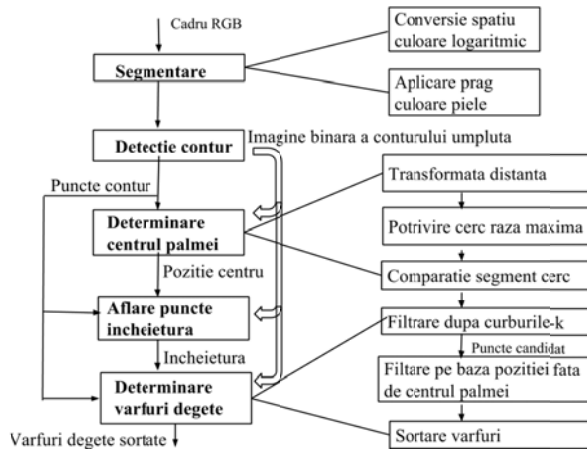 Cadru RGB
Segmentare
Conversie spatiu
culoare logaritmic
Aplicare prag
culoare piele
Detectie contur
Imagine binara a conturului umpluta
Puncte contur
Determinare
centrul palmei
Pozitie centru
Aflare puncte
incheietura
Incheietura
Determinare
varfuri degete
Varfuri degete sortate
Transformata distanta
Potrivire cerc raza maxima
Comparatie segment cerc
Filtrare dupa curburile-k
Puncte candidat
Filtare pe baza pozitiei fata
de centrul palmei
Sortare varfuri